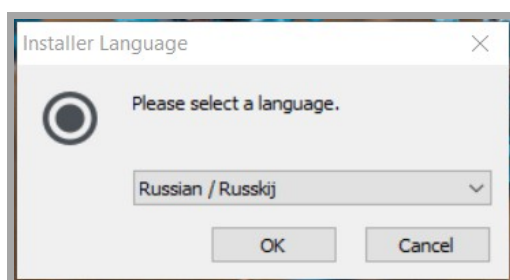 Installer Language
Please select a language.
Russian / Russkij
OK
Cancel